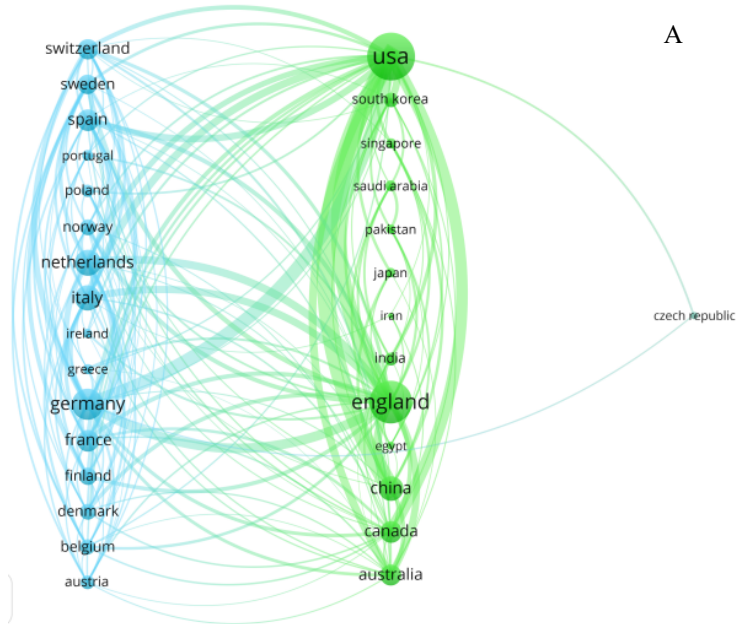 A
switzerland
sweden
spain
portugal
poland
norway
netherlands
italy
ireland
greece
germany
france
finland
denmark
belgium
austria
usa
south korea
singapore
saudi arabia
pakistan
japan
iran
india
england
egypt
china
canada
australia
czech republic